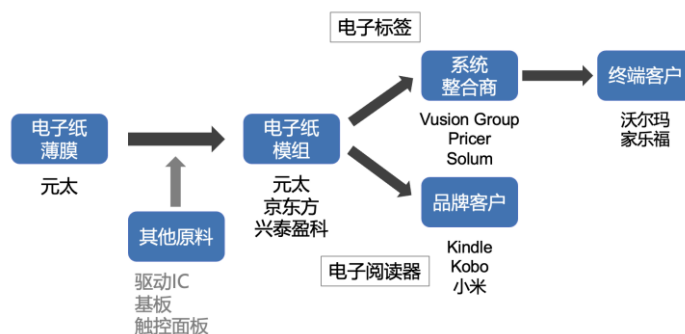 电子标签
系统
整合商
终端客户
Vusion Group
Pricer
Solum
沃尔玛
家乐福
电子纸
薄膜
元太
电子纸
模组
元太
京东方
兴泰盈科
其他原料
驱动IC
基板
触控面板
品牌客户
Kindle
Kobo
小米
电子阅读器